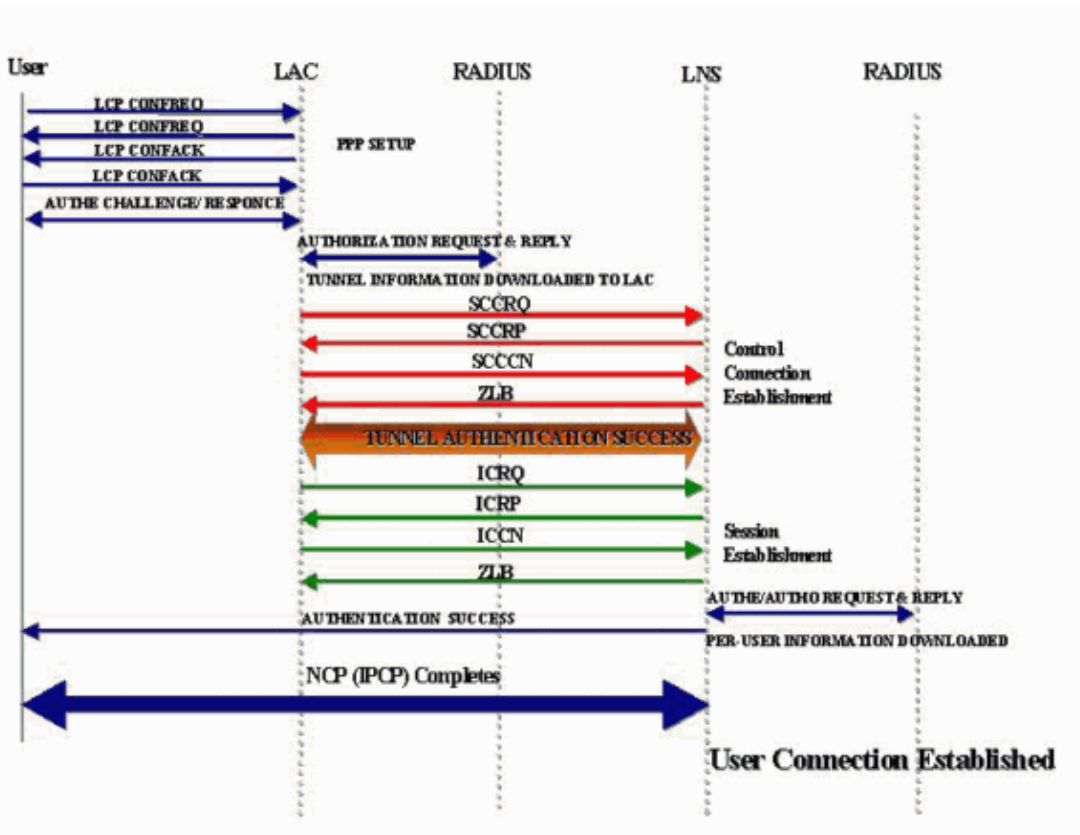 User
LAC
RADIUS
LNS
RADIUS
LCP CONFREQ
LCP CONFREQ
PPP SETUP
LCP CONFACK
LCP CONFACK
AUTHE CHALLENGE/ RESPONCE
AUTHORIZATION REQUEST & REPLY
TUNNEL INFORMATION DOWNLOADED TO LAC
SCCRQ
SCCRP
SCCCN
ZLB
Control
Connection
Establishment
TUNNEL AUTHENTICATION SUCCESS
ICRQ
ICRP
ICCN
ZLB
Session
Establishment
AUTHE/AUTHO REQUEST & REPLY
AUTHENTICATION SUCCESS
PER-USER INFORMATION DOWNLOADED
NCP (IPCP) Completes
User Connection Established